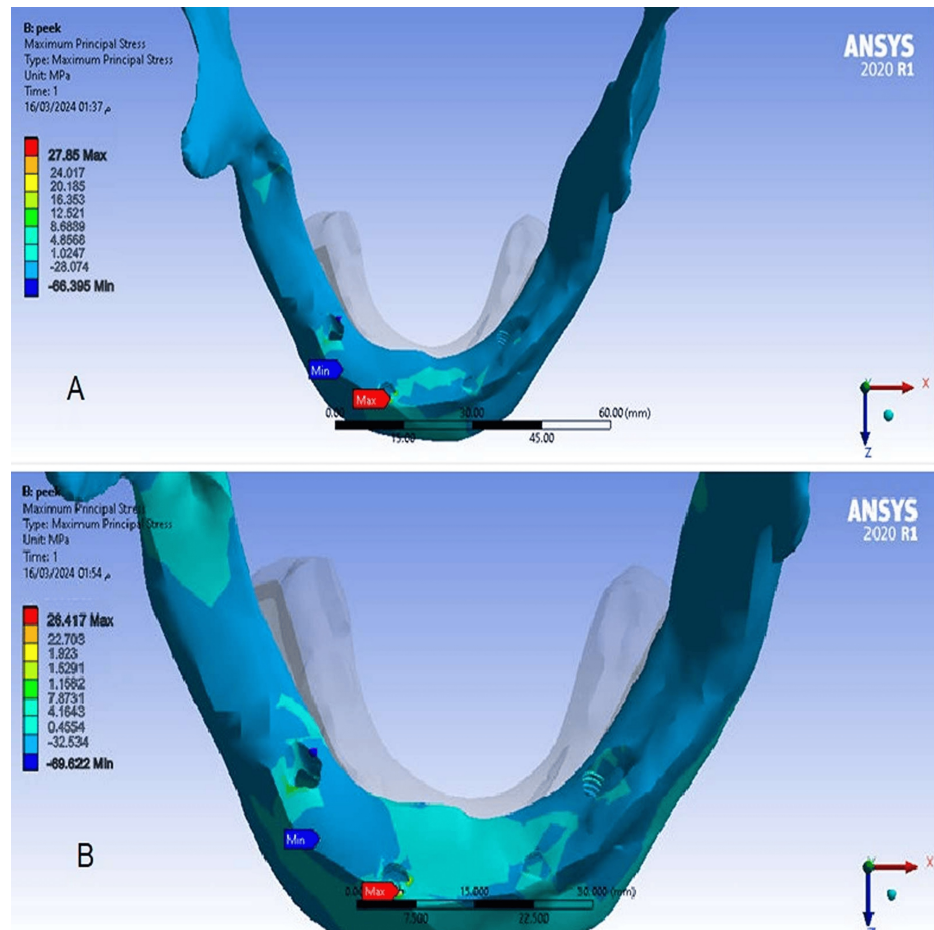 B: peek
Maximum Principal Stress
Type: Maximum Principal Stress
Unit: MPa
Time: 1
16/03/2024 01:37 م
ANSYS
2020 R1
27.85 Max
24.017
20.185
16.353
12.521
8.6889
4.8568
1.0247
-28.074
-66.395 Min
Min
Max
A
0.00
30.00
60.00 (mm)
15.00
45.00
Y
X
Z
B: peek
Maximum Principal Stress
Type: Maximum Principal Stress
Unit: MPa
Time: 1
16/03/2024 01:54 م
ANSYS
2020 R1
26.417 Max
22.703
1.923
1.5291
1.1582
7.8731
4.1643
0.4554
-32.534
-69.622 Min
Min
Max
B
15.000
30.000 (mm)
7.500
22.500
Y
X
Z